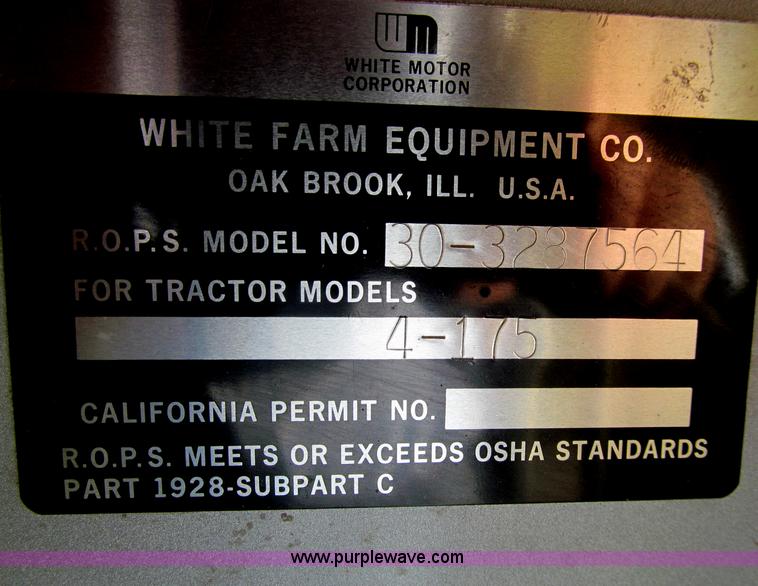 WM
WHITE MOTOR
CORPORATION
WHITE FARM EQUIPMENT CO.
OAK BROOK, ILL. U.S.A.
R.O.P.S. MODEL NO. 30-3287564
FOR TRACTOR MODELS
4-175
CALIFORNIA PERMIT NO.
R.O.P.S. MEETS OR EXCEEDS OSHA STANDARDS
PART 1928-SUBPART C
www.purplewave.com